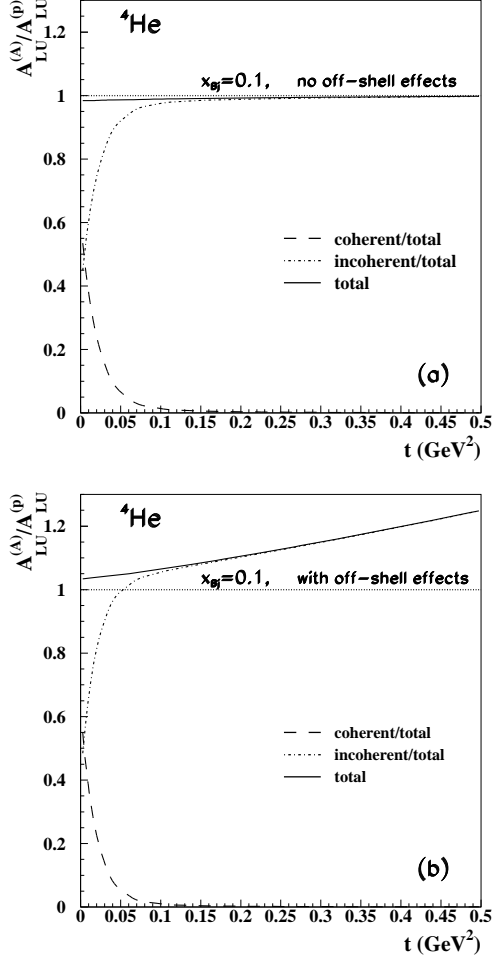 A_LU^(A)/A_LU^(p)
⁴He
1.2
x_Bj=0.1, no off-shell effects
1
0.8
0.6
coherent/total
incoherent/total
total
0.4
0.2
(a)
0
0 0.05 0.1 0.15 0.2 0.25 0.3 0.35 0.4 0.45 0.5
t (GeV²)
A_LU^(A)/A_LU^(p)
⁴He
1.2
x_Bj=0.1, with off-shell effects
1
0.8
0.6
coherent/total
incoherent/total
total
0.4
0.2
(b)
0
0 0.05 0.1 0.15 0.2 0.25 0.3 0.35 0.4 0.45 0.5
t (GeV²)